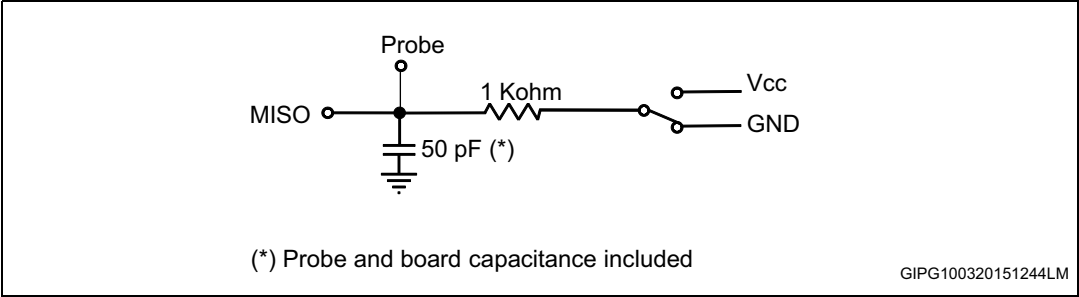 Probe
1 Kohm
Vcc
MISO
GND
50 pF (*)
(*) Probe and board capacitance included
GIPG100320151244LM